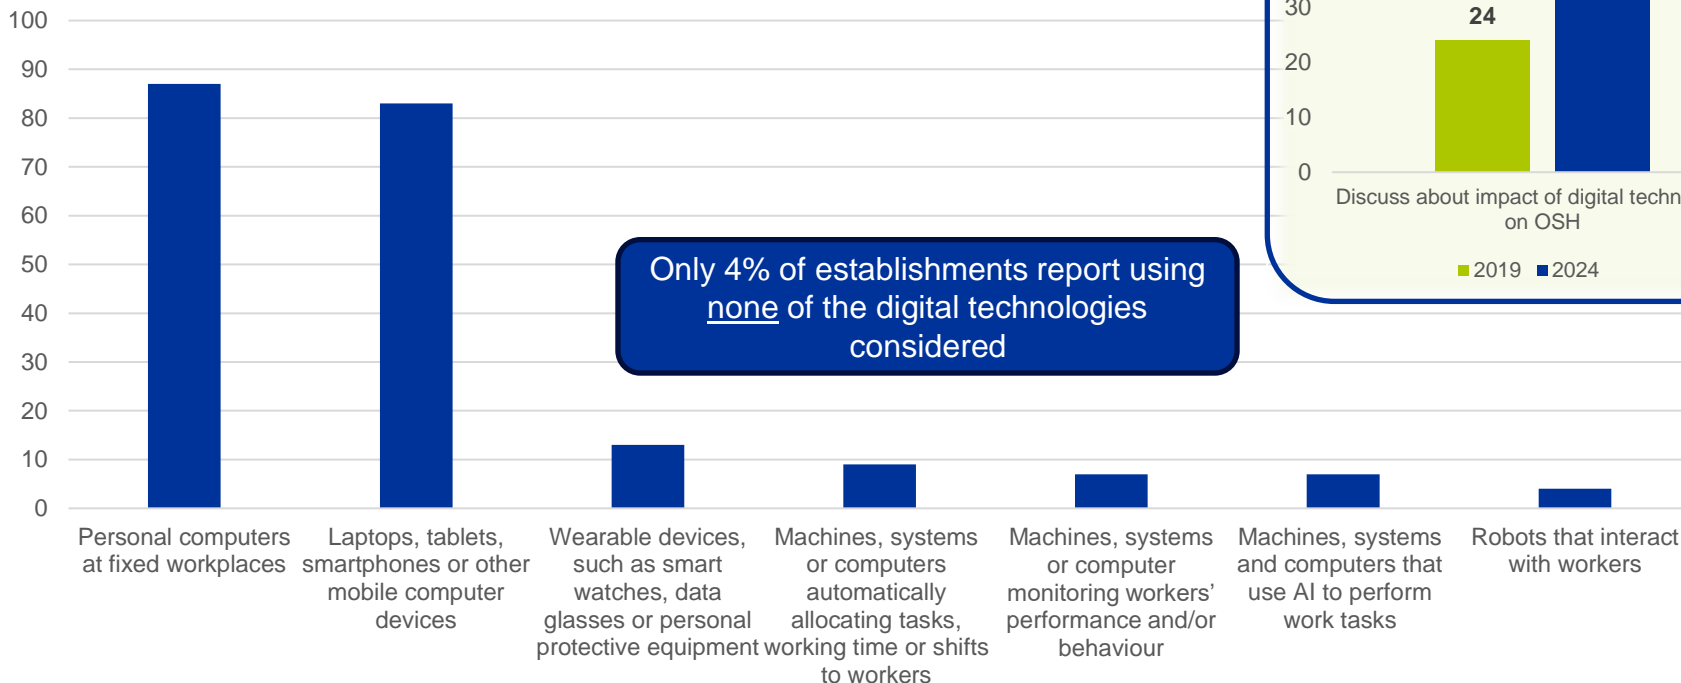 100
90
80
70
60
50
40
30
20
10
0
Personal computers
at fixed workplaces
Laptops, tablets,
smartphones or other
mobile computer
devices
Wearable devices,
such as smart
watches, data
glasses or personal
protective equipment
Machines, systems
or computers
automatically
allocating tasks,
working time or shifts
to workers
Machines, systems
or computer
monitoring workers’
performance and/or
behaviour
Machines, systems
and computers that
use AI to perform
work tasks
Robots that interact
with workers
Only 4% of establishments report using
none of the digital technologies
considered
30
20
10
0
24
Discuss about impact of digital techn
on OSH
2019 2024